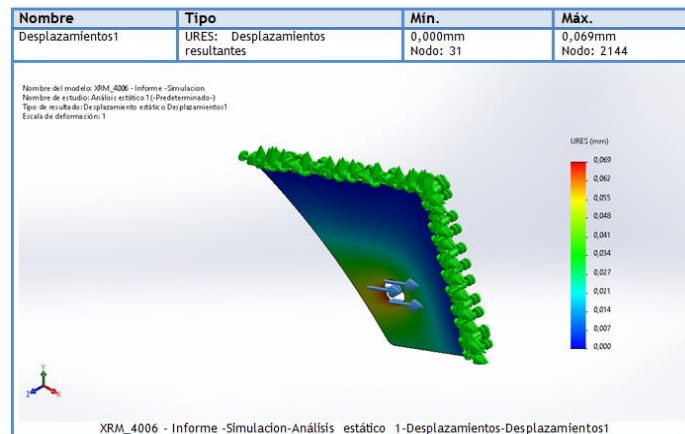 Nombre Tipo Mín. Máx.
Desplazamientos1 URES: Desplazamientos 0,000mm 0,069mm
resultantes Nodo: 31 Nodo: 2144
Nombre del modelo: XRM_4006 - Informe -Simulacion
Nombre de estudio: Análisis estático 1(-Predeterminado-)
Tipo de resultado: Desplazamiento estático Desplazamientos1
Escala de deformación: 1
URES (mm)
0,069
0,062
0,055
0,048
0,041
0,034
0,027
0,021
0,014
0,007
0,000
Y
Z X
XRM_4006 - Informe -Simulacion-Análisis estático 1-Desplazamientos-Desplazamientos1